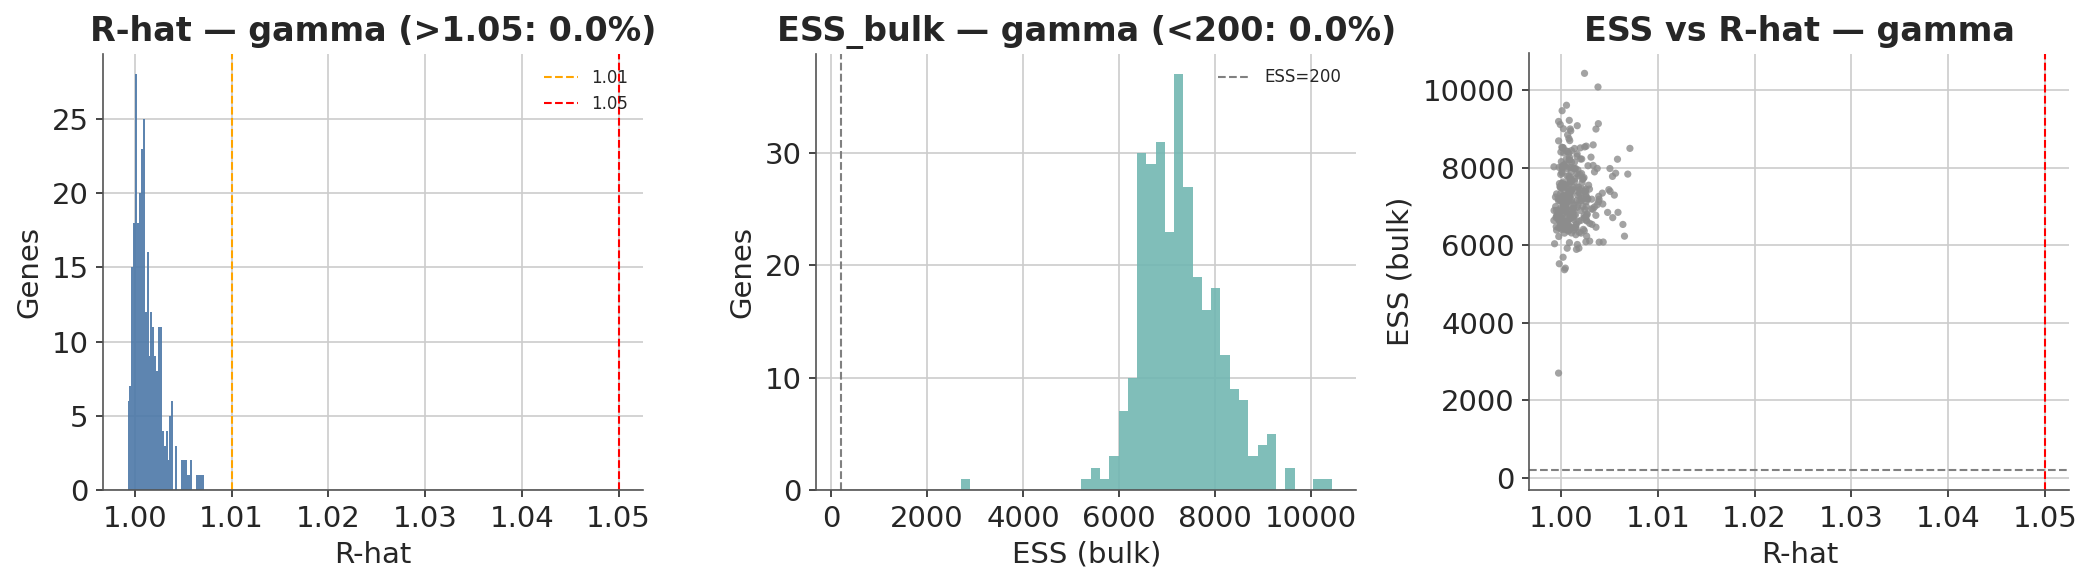 R-hat — gamma (>1.05: 0.0%)
1.01
1.05
25
20
15
10
5
0
Genes
1.00 1.01 1.02 1.03 1.04 1.05
R-hat
ESS_bulk — gamma (<200: 0.0%)
ESS=200
30
20
10
0
Genes
0 2000 4000 6000 8000 10000
ESS (bulk)
ESS vs R-hat — gamma
10000
8000
6000
4000
2000
0
ESS (bulk)
1.00 1.01 1.02 1.03 1.04 1.05
R-hat